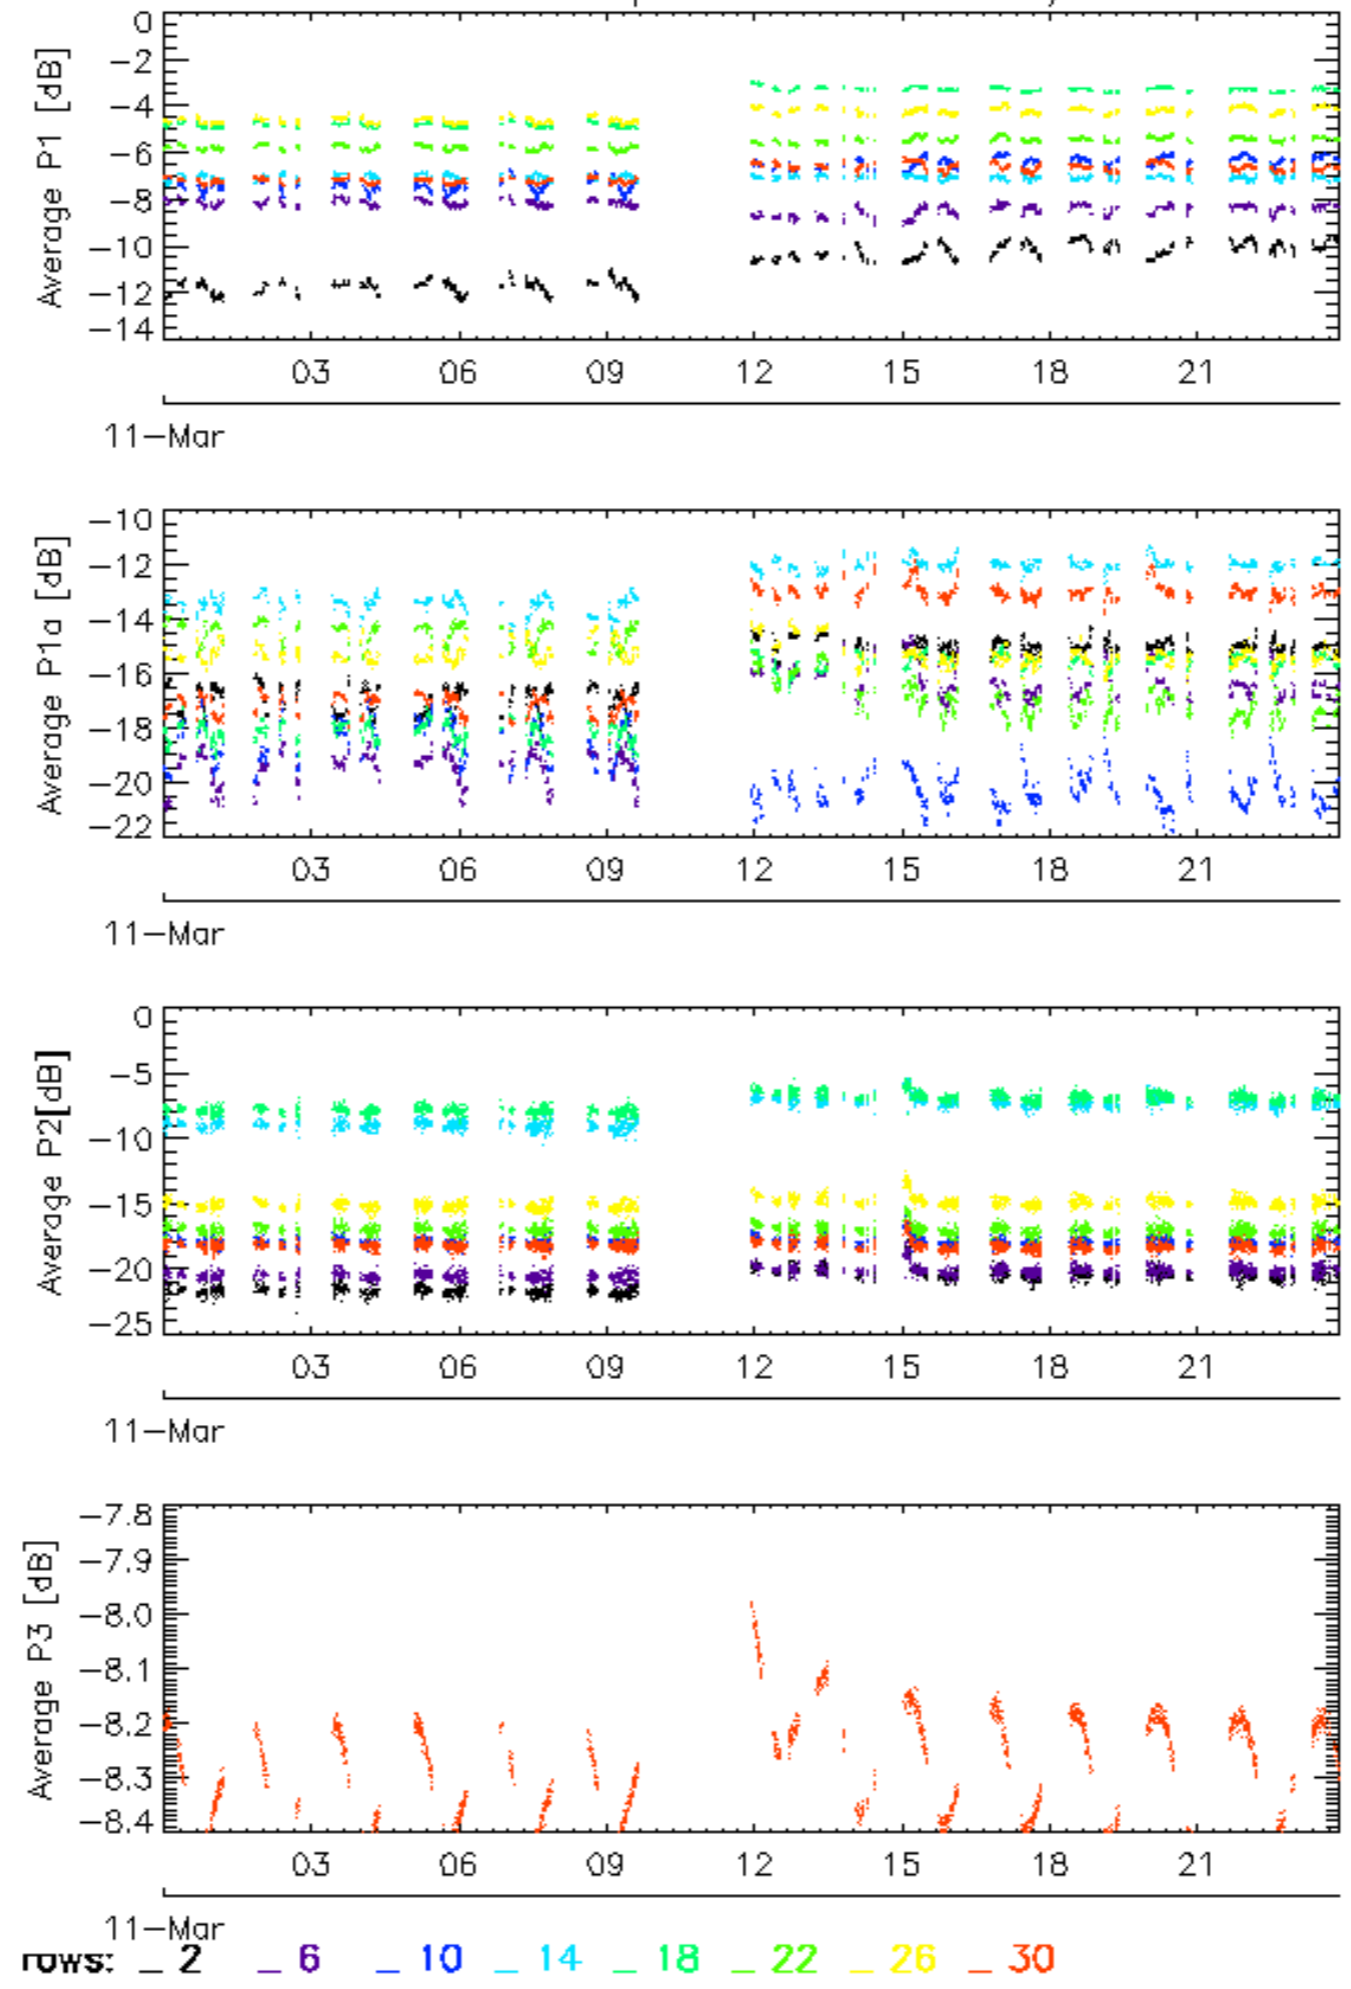 Average P1 [dB]
0
−2
−4
−6
−8
−10
−12
−14
03 06 09 12 15 18 21
11−Mar
Average P1a [dB]
−10
−12
−14
−16
−18
−20
−22
03 06 09 12 15 18 21
11−Mar
Average P2[dB]
0
−5
−10
−15
−20
−25
03 06 09 12 15 18 21
11−Mar
Average P3 [dB]
−7.8
−7.9
−8.0
−8.1
−8.2
−8.3
−8.4
03 06 09 12 15 18 21
11−Mar
rows: _ 2 _ 6 _ 10 _ 14 _ 18 _ 22 _ 26 _ 30